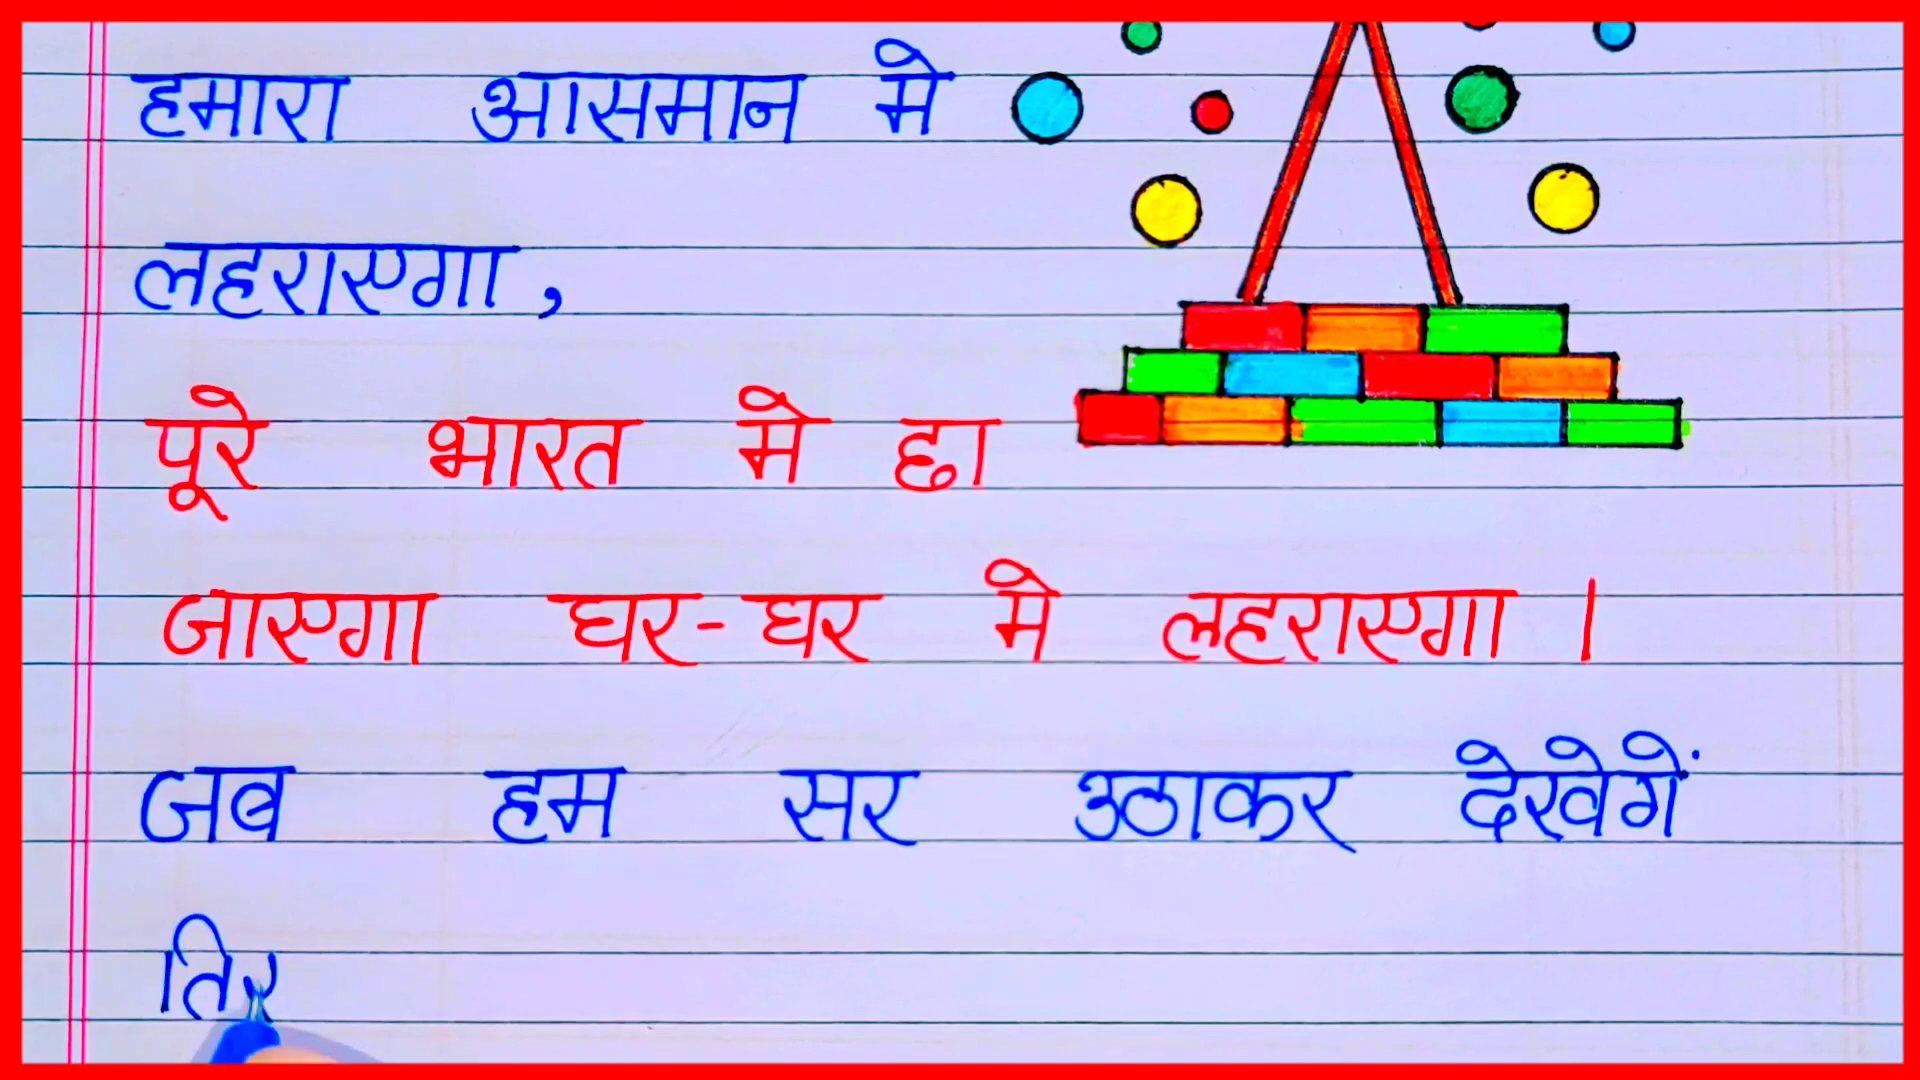 हमारा आसमान मे
लहराएगा,
पूरे भारत मे छा
जाएगा घर-घर मे लहराएगा ।
जब हम सर उठाकर देखेगें
तिर